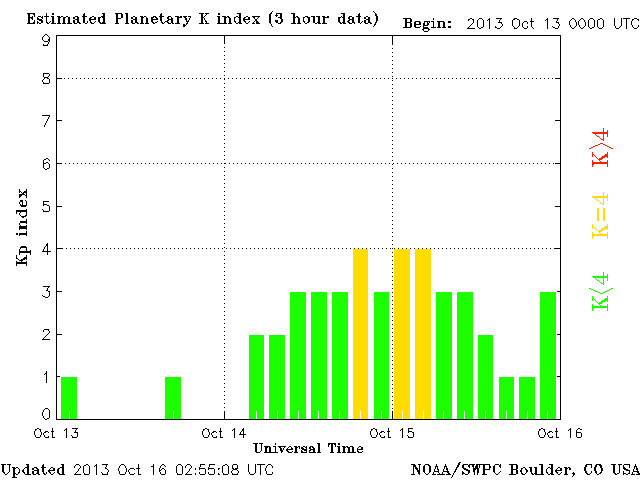 Estimated Planetary K index (3 hour data)
Begin: 2013 Oct 13 0000 UTC
9
8
7
6
5
4
3
2
1
0
Kp index
K>4
K=4
K<4
Oct 13
Oct 14
Oct 15
Oct 16
Universal Time
Updated 2013 Oct 16 02:55:08 UTC
NOAA/SWPC Boulder, CO USA